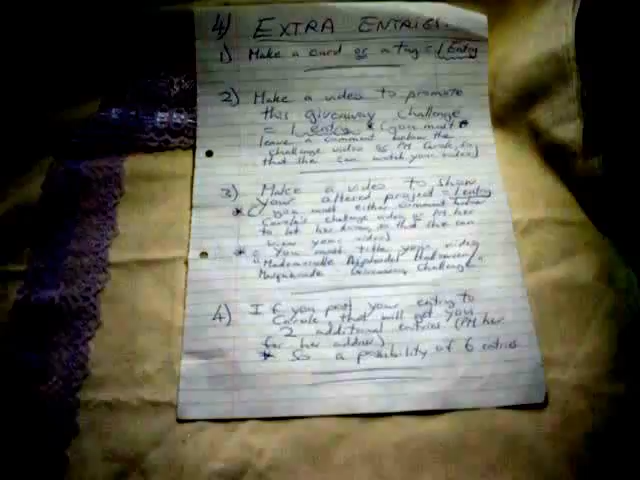 4) EXTRA ENTRIES.
1) Make a card or a tag = 1 entry
2) Make a video to promote
this giveaway challenge
= 1 entry * (you must
leave a comment below the
challenge video or PM Carole so
that she can watch your video)
3) Make a video to show
your altered project = 1 entry
* (you must either comment below
Carole's challenge video or PM her
to let her know so that she can
view your video)
* You must title your video
"Mademoiselle Halloween
Masquerade Giveaway Challenge"
4) If you post your entry to
Carole that will get you
2 additional entries (PM her
for her address)
* So a possibility of 6 entries